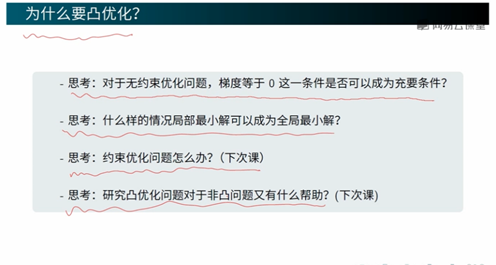 为什么要凸优化？
- 思考：对于无约束优化问题，梯度等于 0 这一条件是否可以成为充要条件？
- 思考：什么样的情况局部最小解可以成为全局最小解？
- 思考：约束优化问题怎么办？（下次课）
- 思考：研究凸优化问题对于非凸问题又有什么帮助？(下次课)